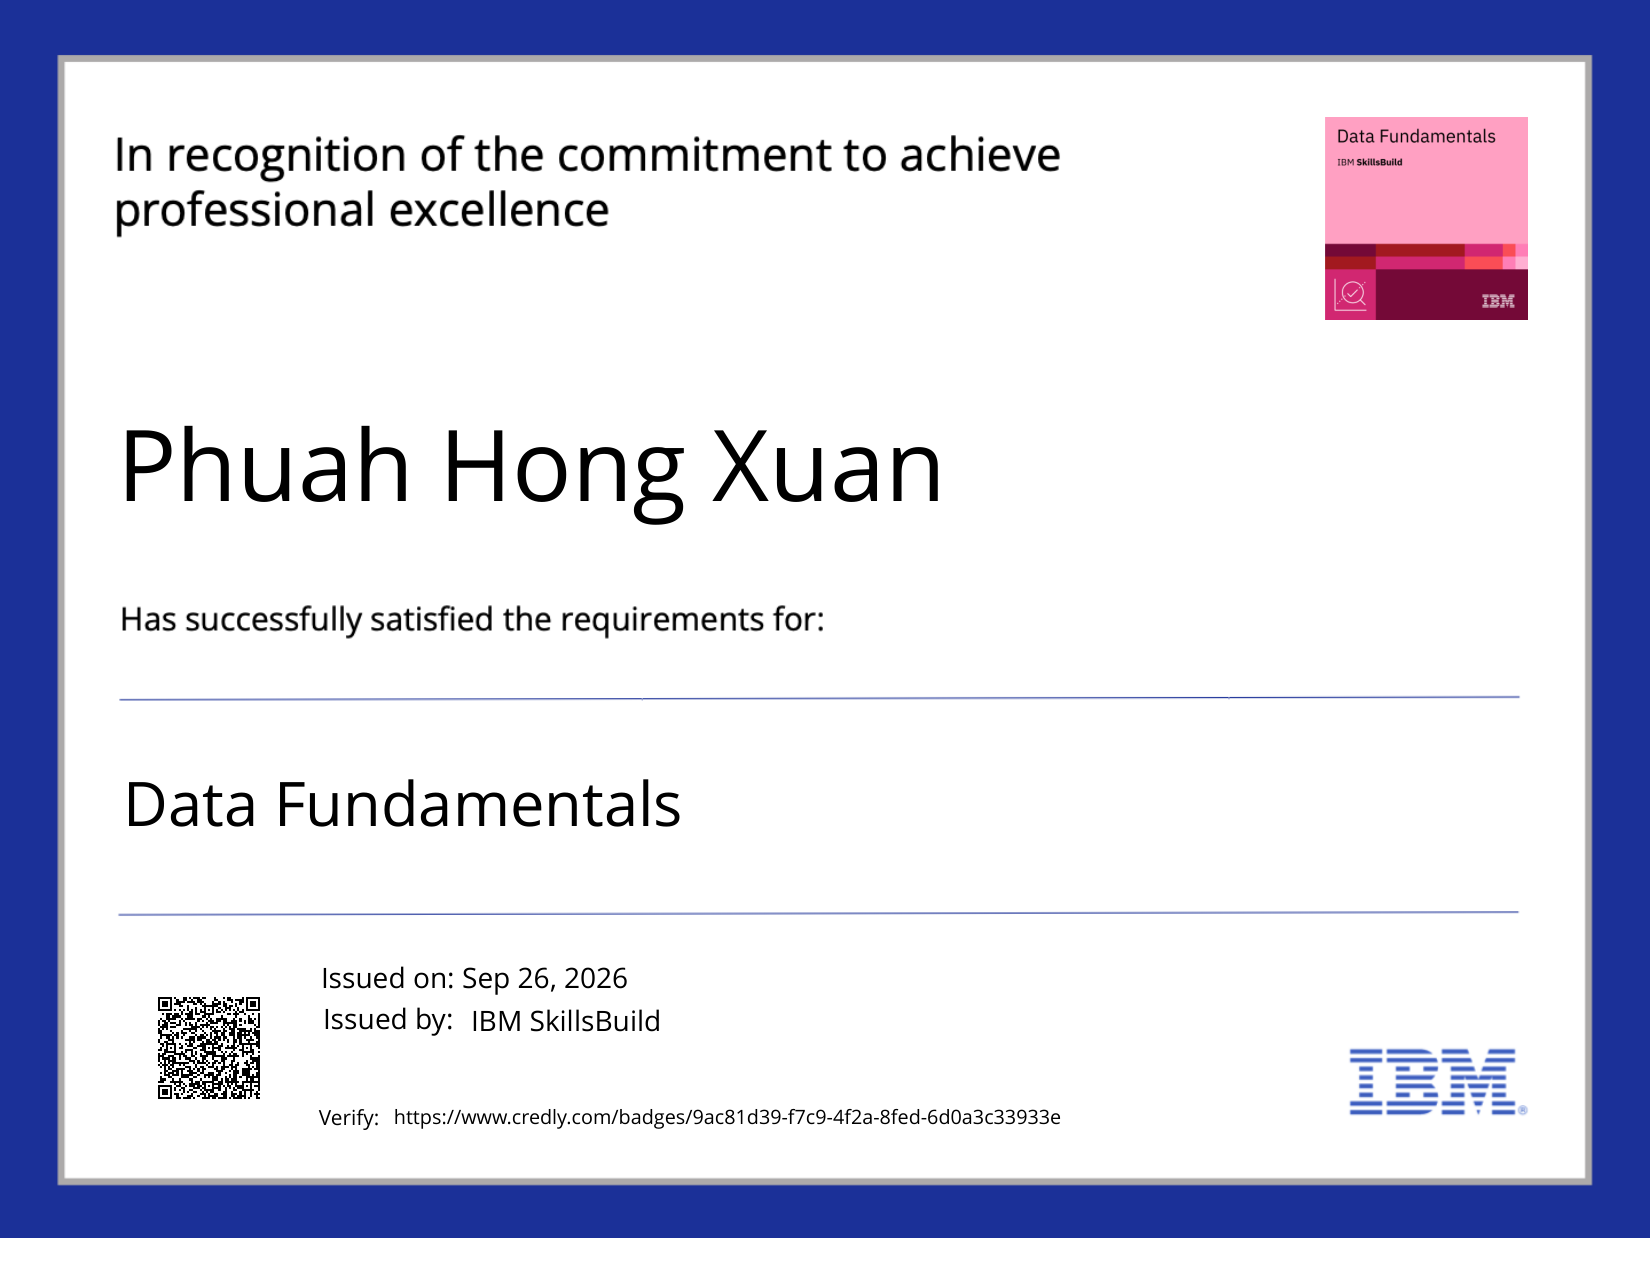 In recognition of the commitment to achieve
professional excellence
Data Fundamentals
IBM SkillsBuild
IBM
Phuah Hong Xuan
Has successfully satisfied the requirements for:
Data Fundamentals
Issued on: Sep 26, 2026
Issued by: IBM SkillsBuild
Verify: https://www.credly.com/badges/9ac81d39-f7c9-4f2a-8fed-6d0a3c33933e
IBM®